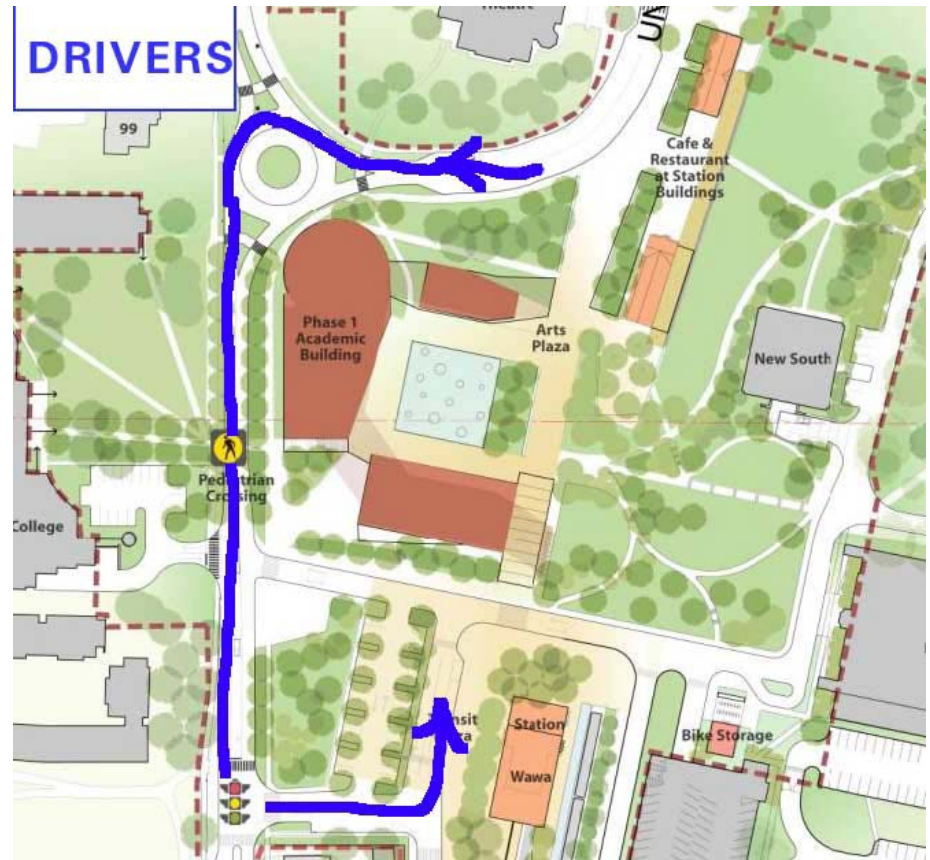 DRIVERS
UN
99
Cafe &
Restaurant
at Station
Buildings
Phase 1
Academic
Building
Arts
Plaza
New South
Pedestrian
Crossing
College
Station
Bike Storage
Wawa